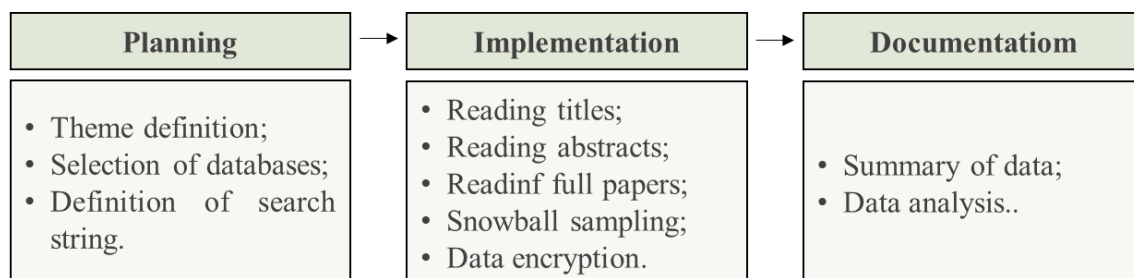 Planning
Implementation
Documentatiom
• Theme definition;
• Selection of databases;
• Definition of search
string.
• Reading titles;
• Reading abstracts;
• Readinf full papers;
• Snowball sampling;
• Data encryption.
• Summary of data;
• Data analysis..